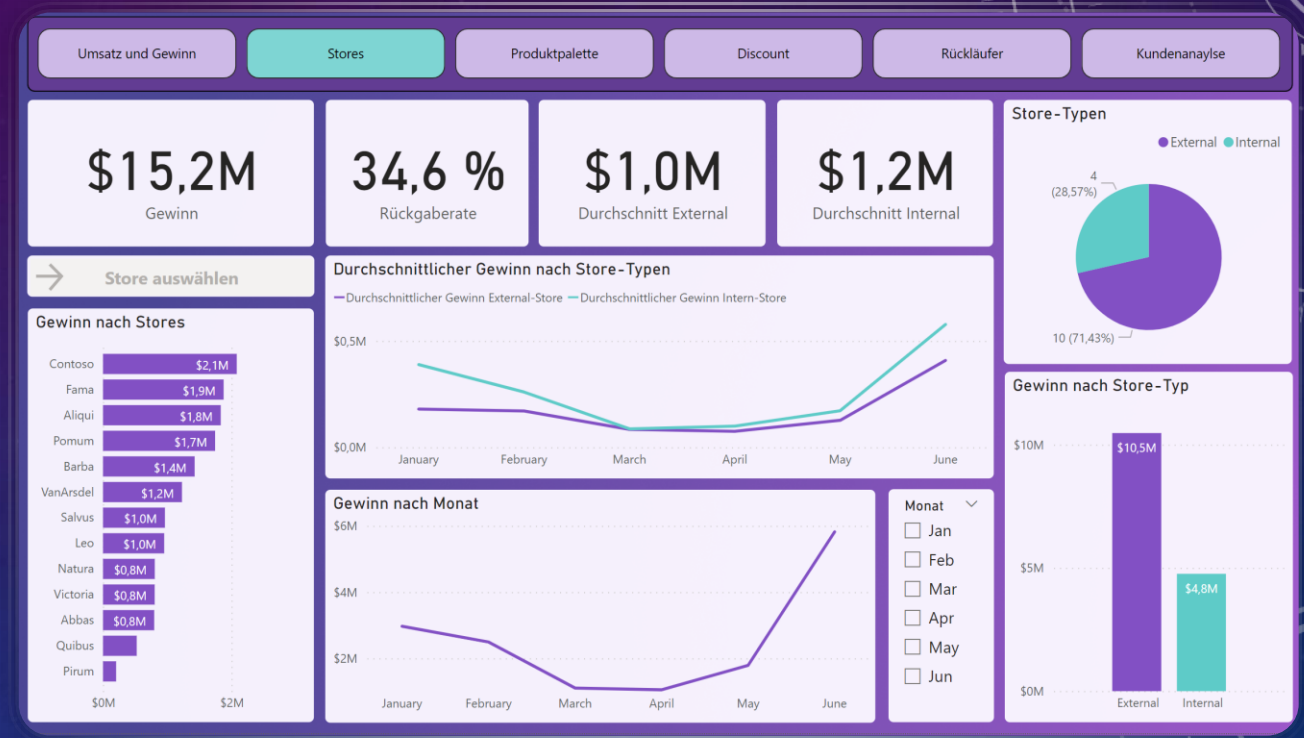 Umsatz und Gewinn
Stores
Produktpalette
Discount
Rückläufer
Kundenanaylse
$15,2M
Gewinn
34,6 %
Rückgaberate
$1,0M
Durchschnitt External
$1,2M
Durchschnitt Internal
Store-Typen
External Internal
4
(28,57%)
10 (71,43%)
Store auswählen
Gewinn nach Stores
Contoso $2,1M
Fama $1,9M
Aliqui $1,8M
Pomum $1,7M
Barba $1,4M
VanArsdel $1,2M
Salvus $1,0M
Leo $1,0M
Natura $0,8M
Victoria $0,8M
Abbas $0,8M
Quibus
Pirum
$0M $2M
Durchschnittlicher Gewinn nach Store-Typen
Durchschnittlicher Gewinn External-Store Durchschnittlicher Gewinn Intern-Store
$0,5M
$0,0M
January February March April May June
Gewinn nach Monat
$6M
$4M
$2M
January February March April May June
Monat
Jan
Feb
Mar
Apr
May
Jun
Gewinn nach Store-Typ
$10M
$5M
$0M
$10,5M
$4,8M
External Internal